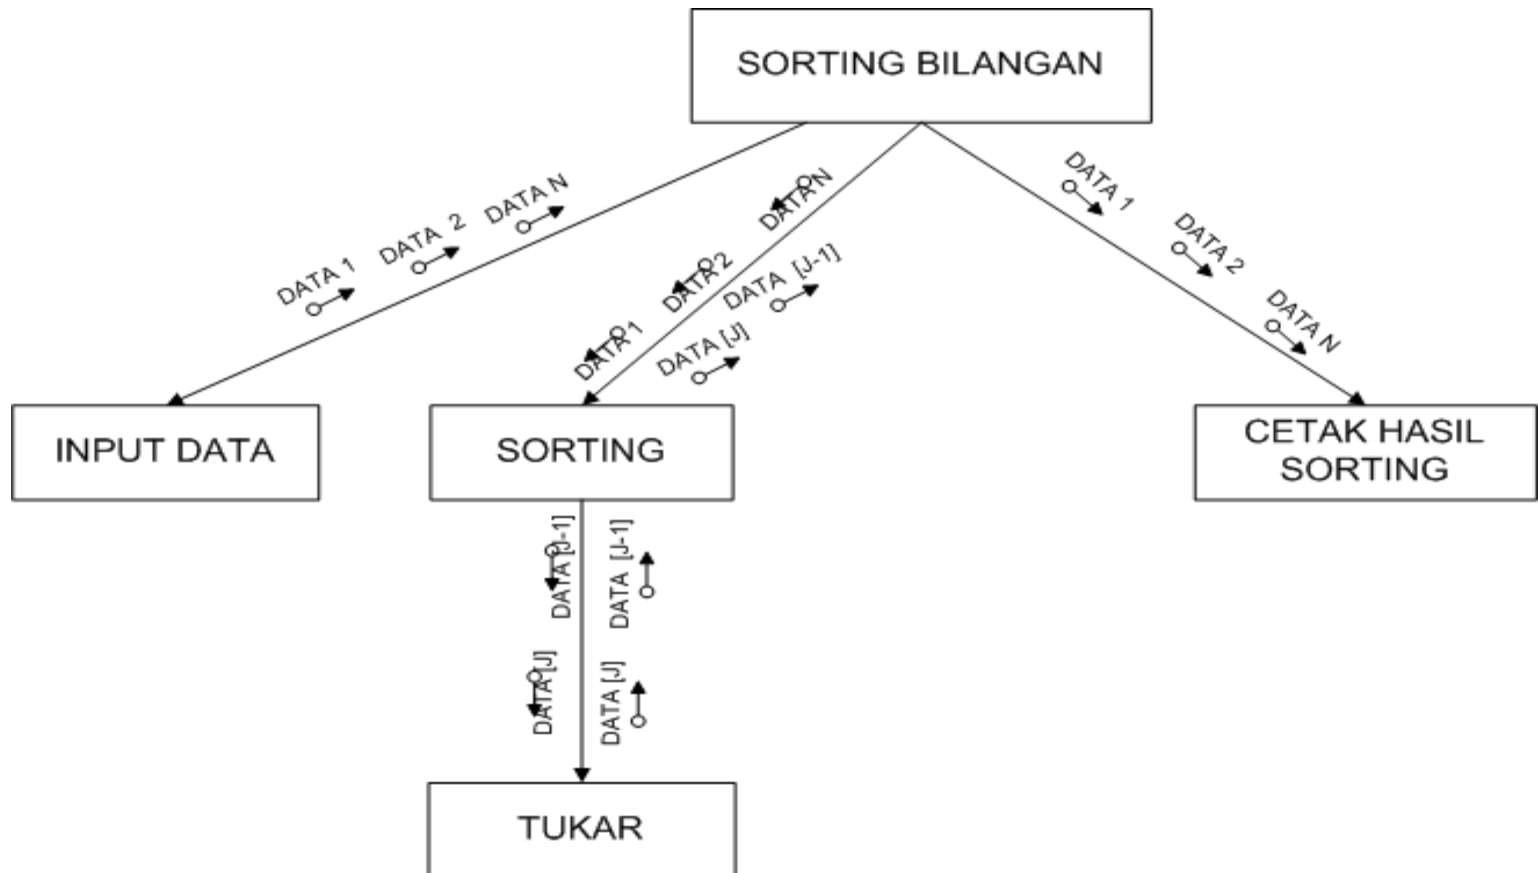 SORTING BILANGAN
DATA 1
DATA 2
DATA N
DATA 1
DATA 2
DATA N
DATA [J]
DATA [J-1]
DATA 1
DATA 2
DATA N
INPUT DATA
SORTING
CETAK HASIL
SORTING
DATA [J-1]
DATA [J-1]
DATA [J]
DATA [J]
TUKAR